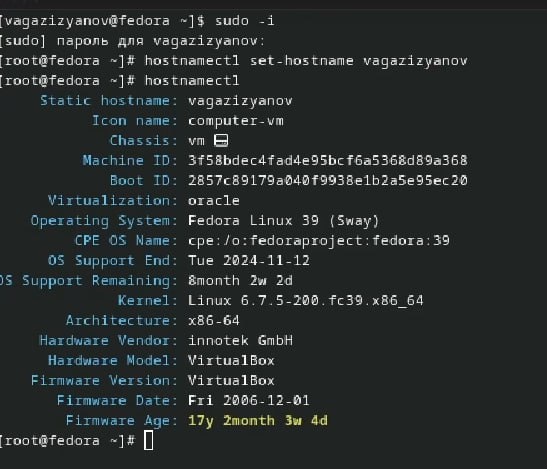 [vagazizyanov@fedora ~]$ sudo -i
[sudo] пароль для vagazizyanov:
[root@fedora ~]# hostnamectl set-hostname vagazizyanov
[root@fedora ~]# hostnamectl
Static hostname: vagazizyanov
Icon name: computer-vm
Chassis: vm 🖴
Machine ID: 3f58bdec4fad4e95bcf6a5368d89a368
Boot ID: 2857c89179a040f9938e1b2a5e95ec20
Virtualization: oracle
Operating System: Fedora Linux 39 (Sway)
CPE OS Name: cpe:/o:fedoraproject:fedora:39
OS Support End: Tue 2024-11-12
OS Support Remaining: 8month 2w 2d
Kernel: Linux 6.7.5-200.fc39.x86_64
Architecture: x86-64
Hardware Vendor: innotek GmbH
Hardware Model: VirtualBox
Firmware Version: VirtualBox
Firmware Date: Fri 2006-12-01
Firmware Age: 17y 2month 3w 4d
[root@fedora ~]#